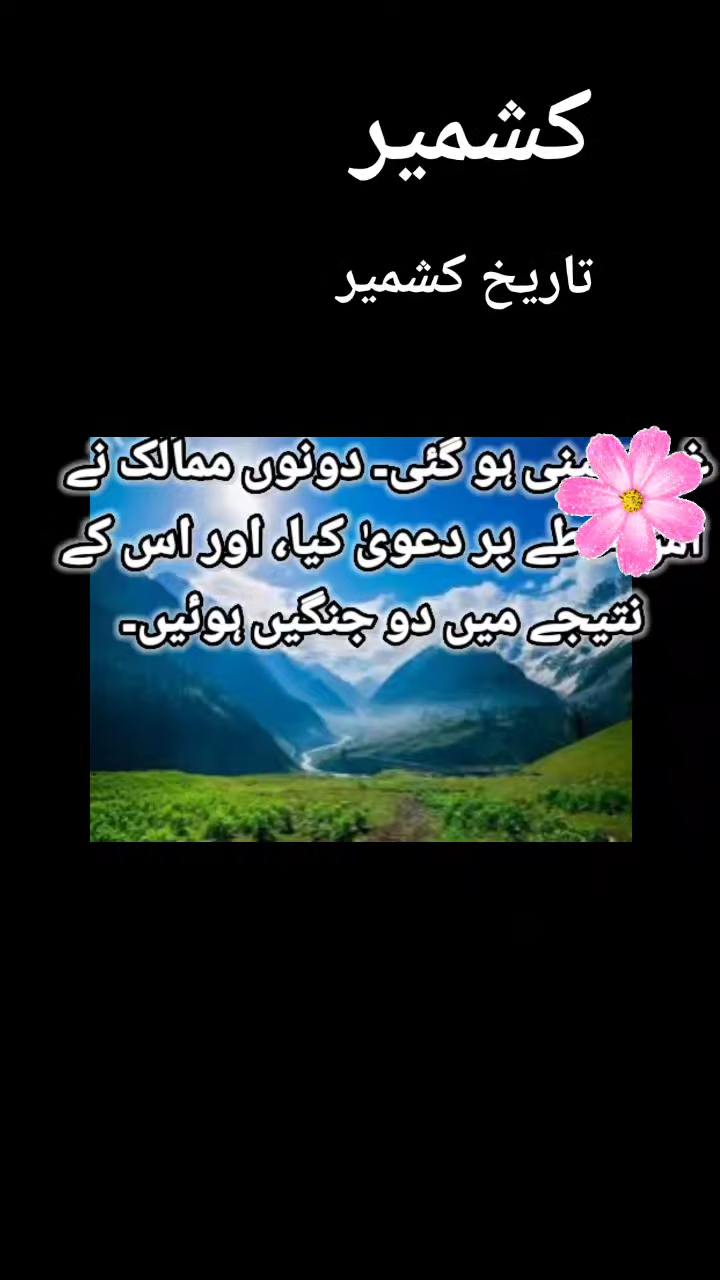 کشمیر
تاریخ کشمیر
ہو گئی۔ دونوں ممالک نے
پر دعویٰ کیا، اور اس کے
نتیجے میں دو جنگیں ہوئیں۔